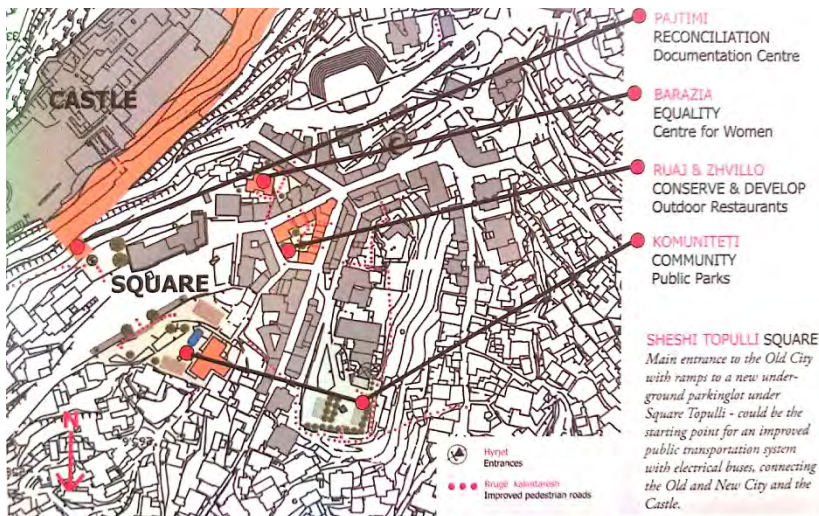 CASTLE
SQUARE
N
PAJTIMI
RECONCILIATION
Documentation Centre
BARAZIA
EQUALITY
Centre for Women
RUAJ & ZHVILLO
CONSERVE & DEVELOP
Outdoor Restaurants
KOMUNITETI
COMMUNITY
Public Parks
SHESHI TOPULLI SQUARE
Main entrance to the Old City
with ramps to a new under-
ground parkinglot under
Square Topulli - could be the
starting point for an improved
public transportation system
with electrical buses, connecting
the Old and New City and the
Castle.
Hyrjet
Entrances
Improved pedestrian roads